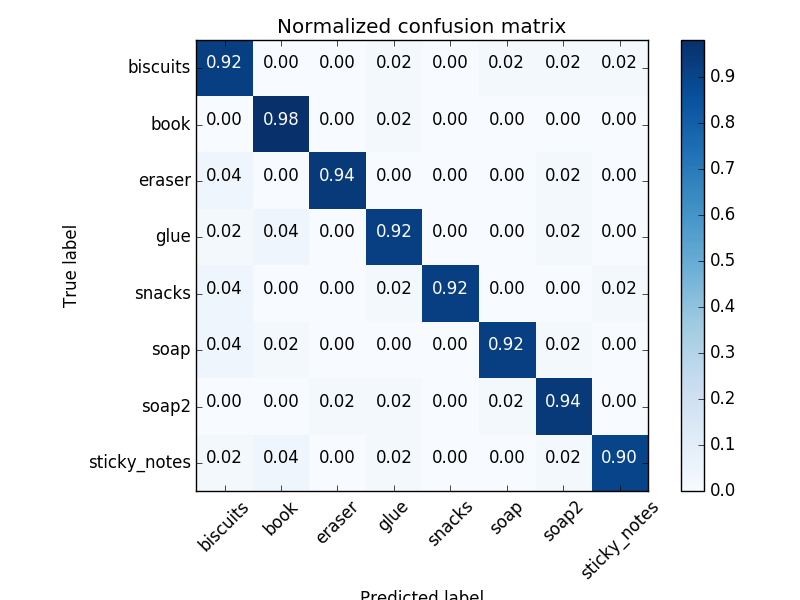 Normalized confusion matrix
True label
biscuits 0.92 0.00 0.00 0.02 0.00 0.02 0.02 0.02
book 0.00 0.98 0.00 0.02 0.00 0.00 0.00 0.00
eraser 0.04 0.00 0.94 0.00 0.00 0.00 0.02 0.00
glue 0.02 0.04 0.00 0.92 0.00 0.00 0.02 0.00
snacks 0.04 0.00 0.00 0.02 0.92 0.00 0.00 0.02
soap 0.04 0.02 0.00 0.00 0.00 0.92 0.02 0.00
soap2 0.00 0.00 0.02 0.02 0.00 0.02 0.94 0.00
sticky_notes 0.02 0.04 0.00 0.02 0.00 0.00 0.02 0.90
biscuits book eraser glue snacks soap soap2 sticky_notes
Predicted label
0.9
0.8
0.7
0.6
0.5
0.4
0.3
0.2
0.1
0.0